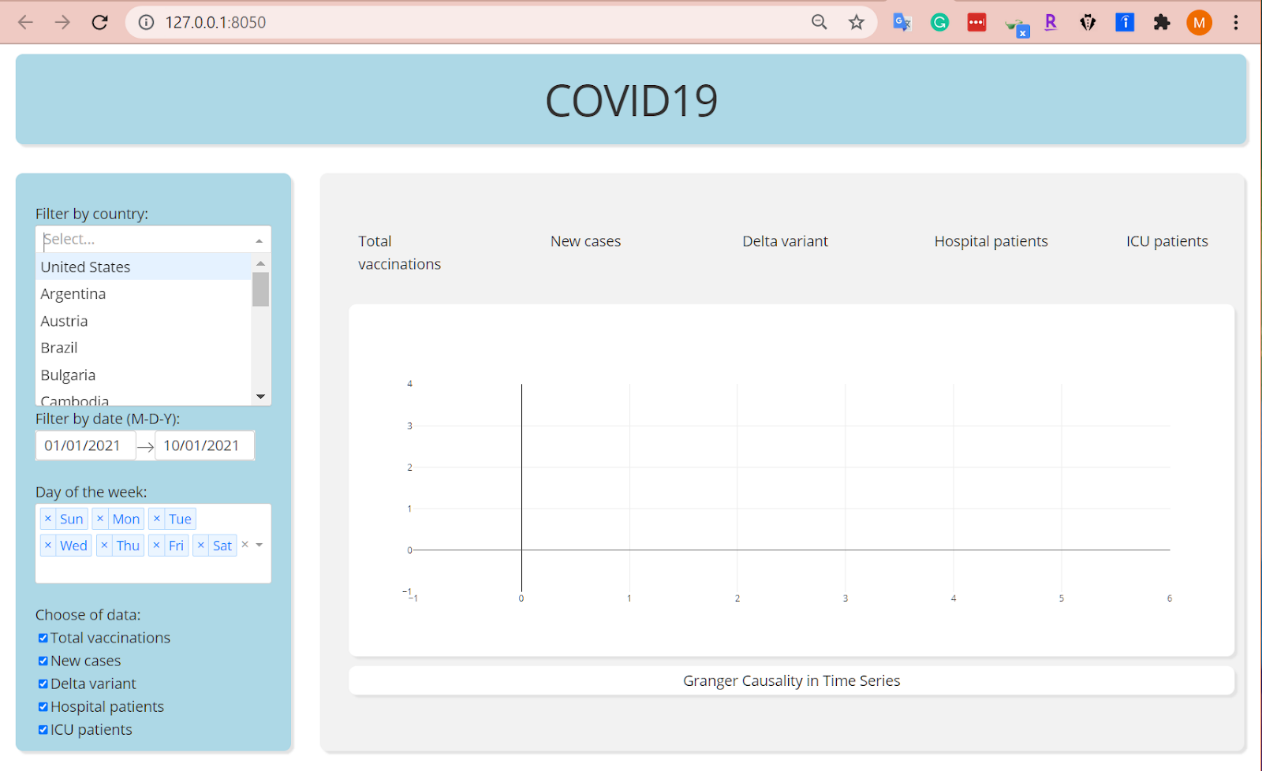 127.0.0.1:8050
M
COVID19
Filter by country:
Select...
United States
Argentina
Austria
Brazil
Bulgaria
Cambodia
Filter by date (M-D-Y):
01/01/2021 → 10/01/2021
Day of the week:
× Sun × Mon × Tue
× Wed × Thu × Fri × Sat ×
Choose of data:
Total vaccinations
New cases
Delta variant
Hospital patients
ICU patients
Total vaccinations
New cases
Delta variant
Hospital patients
ICU patients
4
3
2
1
0
−1
−1 0 1 2 3 4 5 6
Granger Causality in Time Series